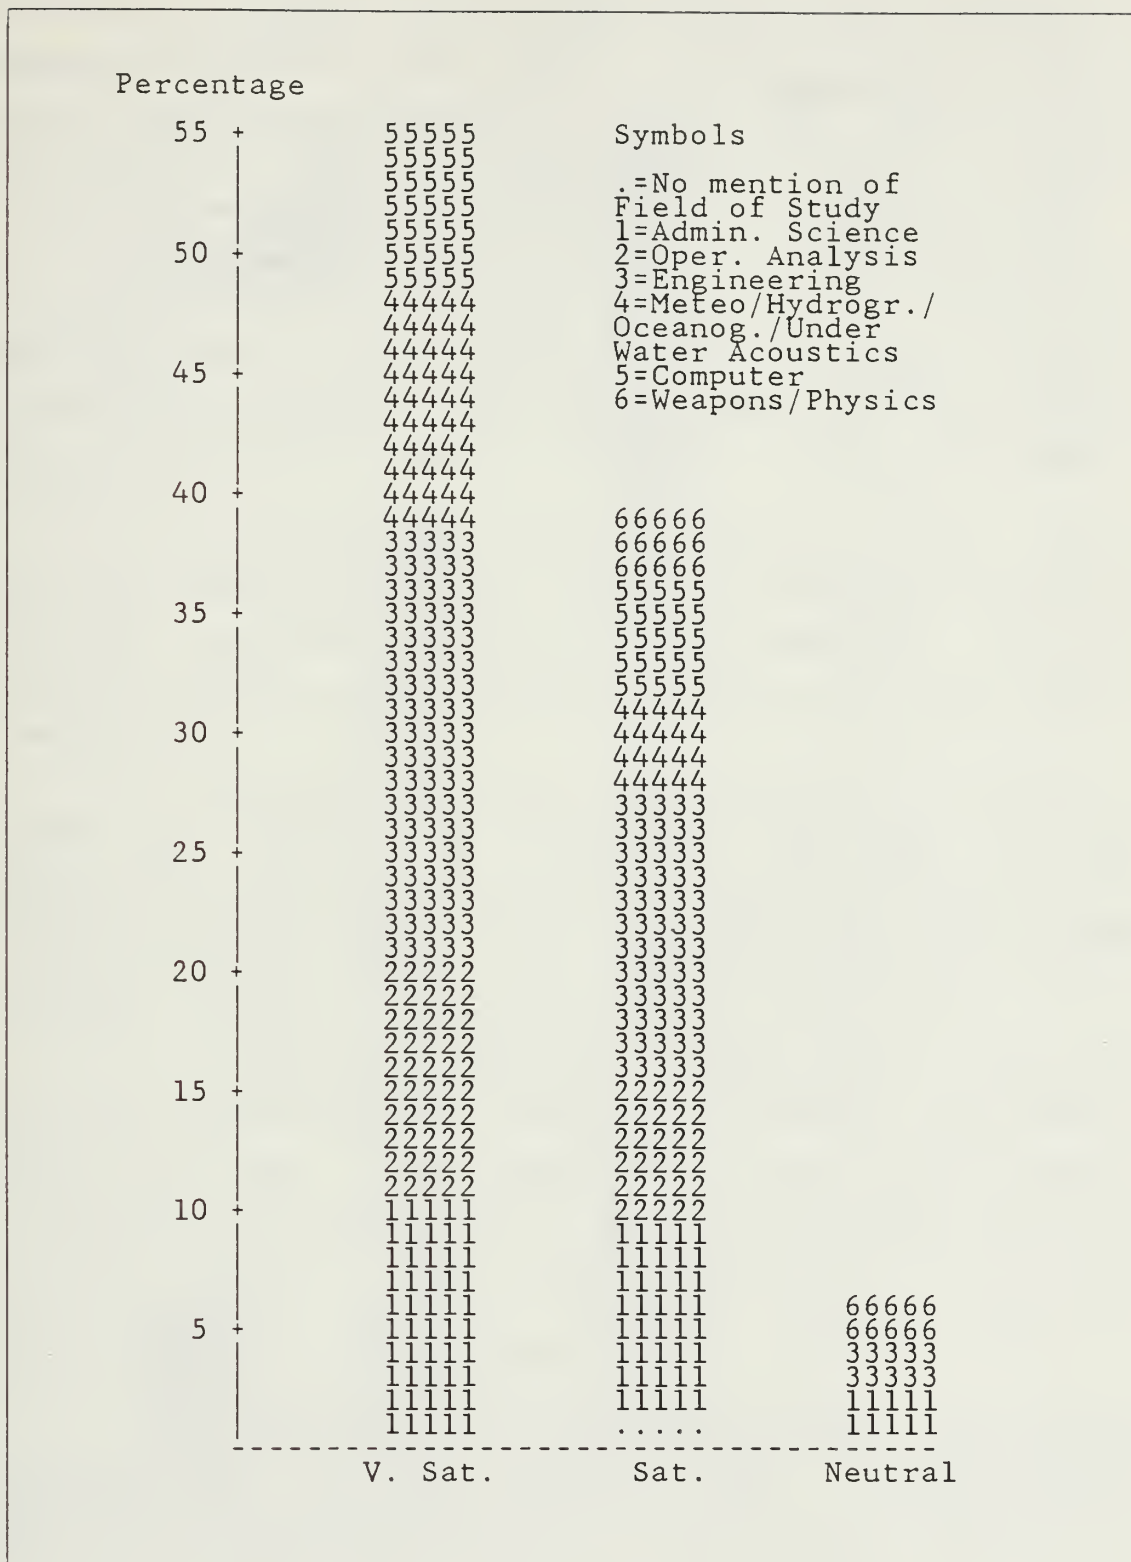 Percentage
55 + 55555 Symbols
55555
55555 .=No mention of
55555 Field of Study
55555 1=Admin. Science
50 + 55555 2=Oper. Analysis
55555 3=Engineering
44444 4=Meteo/Hydrogr./
44444 Oceanog./Under
44444 Water Acoustics
45 + 44444 5=Computer
44444 6=Weapons/Physics
44444
44444
44444
40 + 44444
44444 66666
33333 66666
33333 66666
33333 55555
35 + 33333 55555
33333 55555
33333 55555
33333 55555
33333 44444
30 + 33333 44444
33333 44444
33333 44444
33333 33333
33333 33333
25 + 33333 33333
33333 33333
33333 33333
33333 33333
33333 33333
20 + 22222 33333
22222 33333
22222 33333
22222 33333
22222 33333
15 + 22222 22222
22222 22222
22222 22222
22222 22222
22222 22222
10 + 11111 22222
11111 11111
11111 11111
11111 11111
11111 11111 66666
5 + 11111 11111 66666
11111 11111 33333
11111 11111 33333
11111 11111 11111
11111 ..... 11111
V. Sat. Sat. Neutral